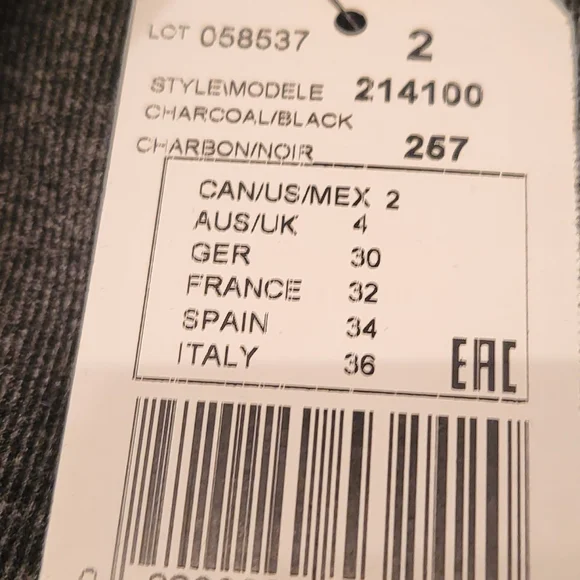 LOT 058537 2
STYLE\MODELE 214100
CHARCOAL/BLACK
CHARBON/NOIR 267
CAN/US/MEX 2
AUS/UK 4
GER 30
FRANCE 32
SPAIN 34
ITALY 36
EAC